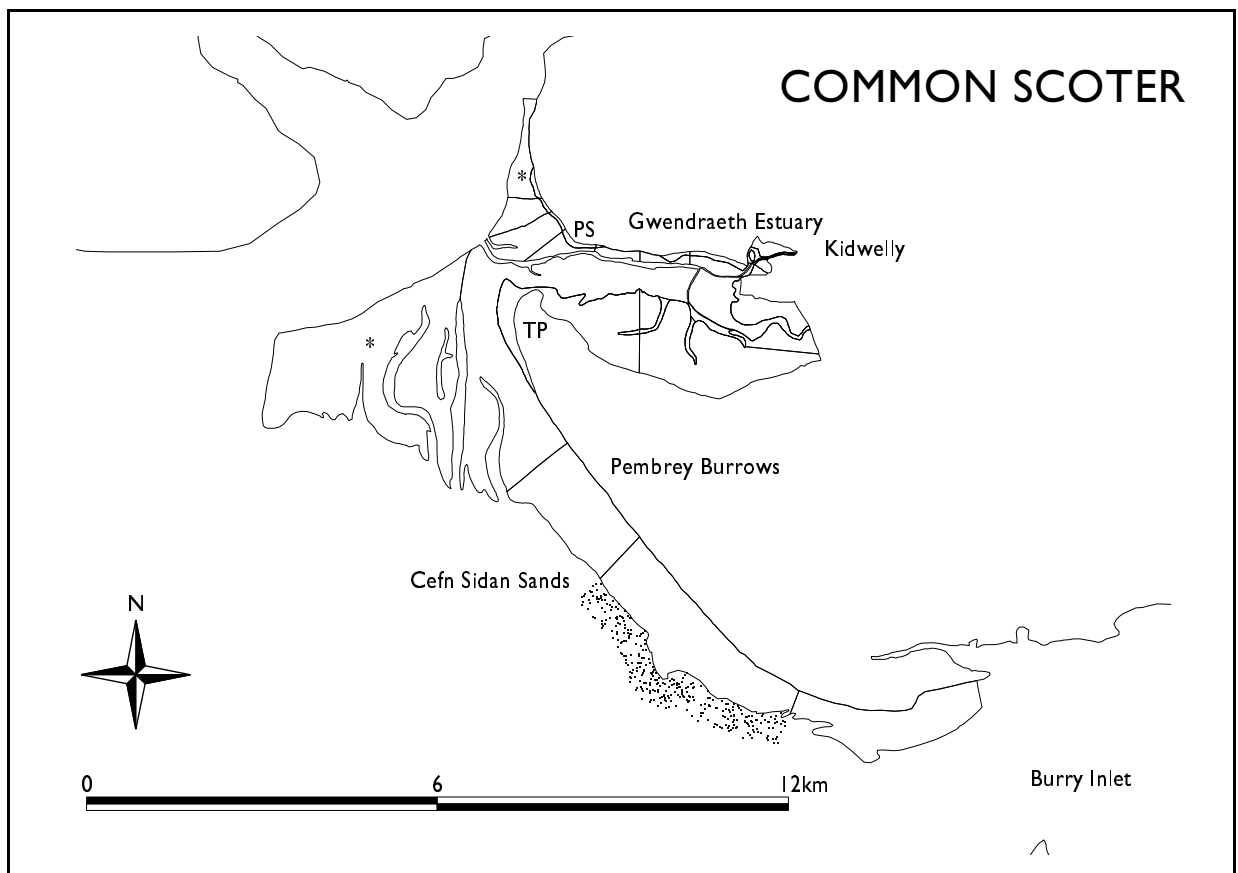 COMMON SCOTER
*
PS
Gwendraeth Estuary
Kidwelly
TP
*
Pembrey Burrows
Cefn Sidan Sands
N
0 6 12km
Burry Inlet